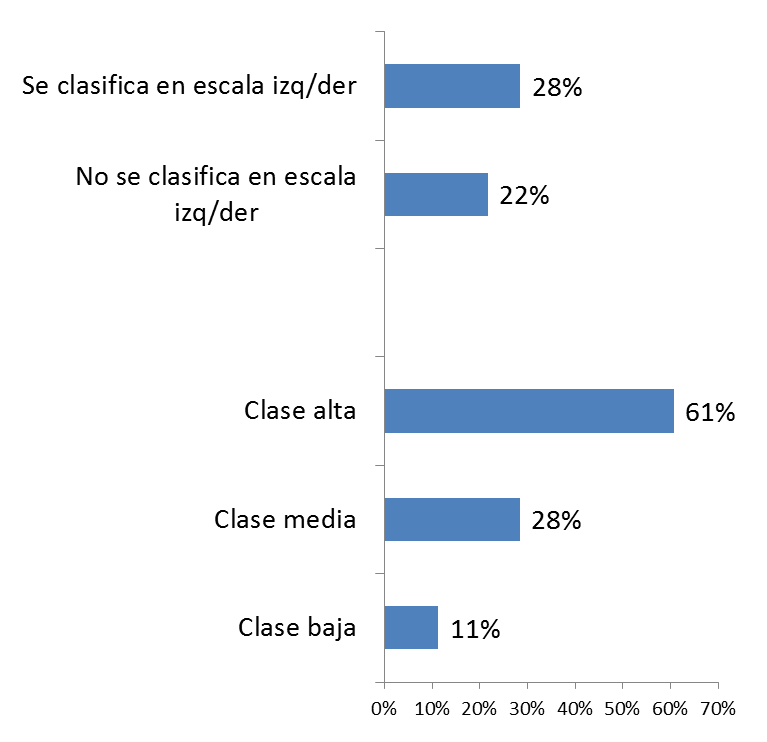 Se clasifica en escala izq/der
28%
No se clasifica en escala
izq/der
22%
Clase alta
61%
Clase media
28%
Clase baja
11%
0% 10% 20% 30% 40% 50% 60% 70%